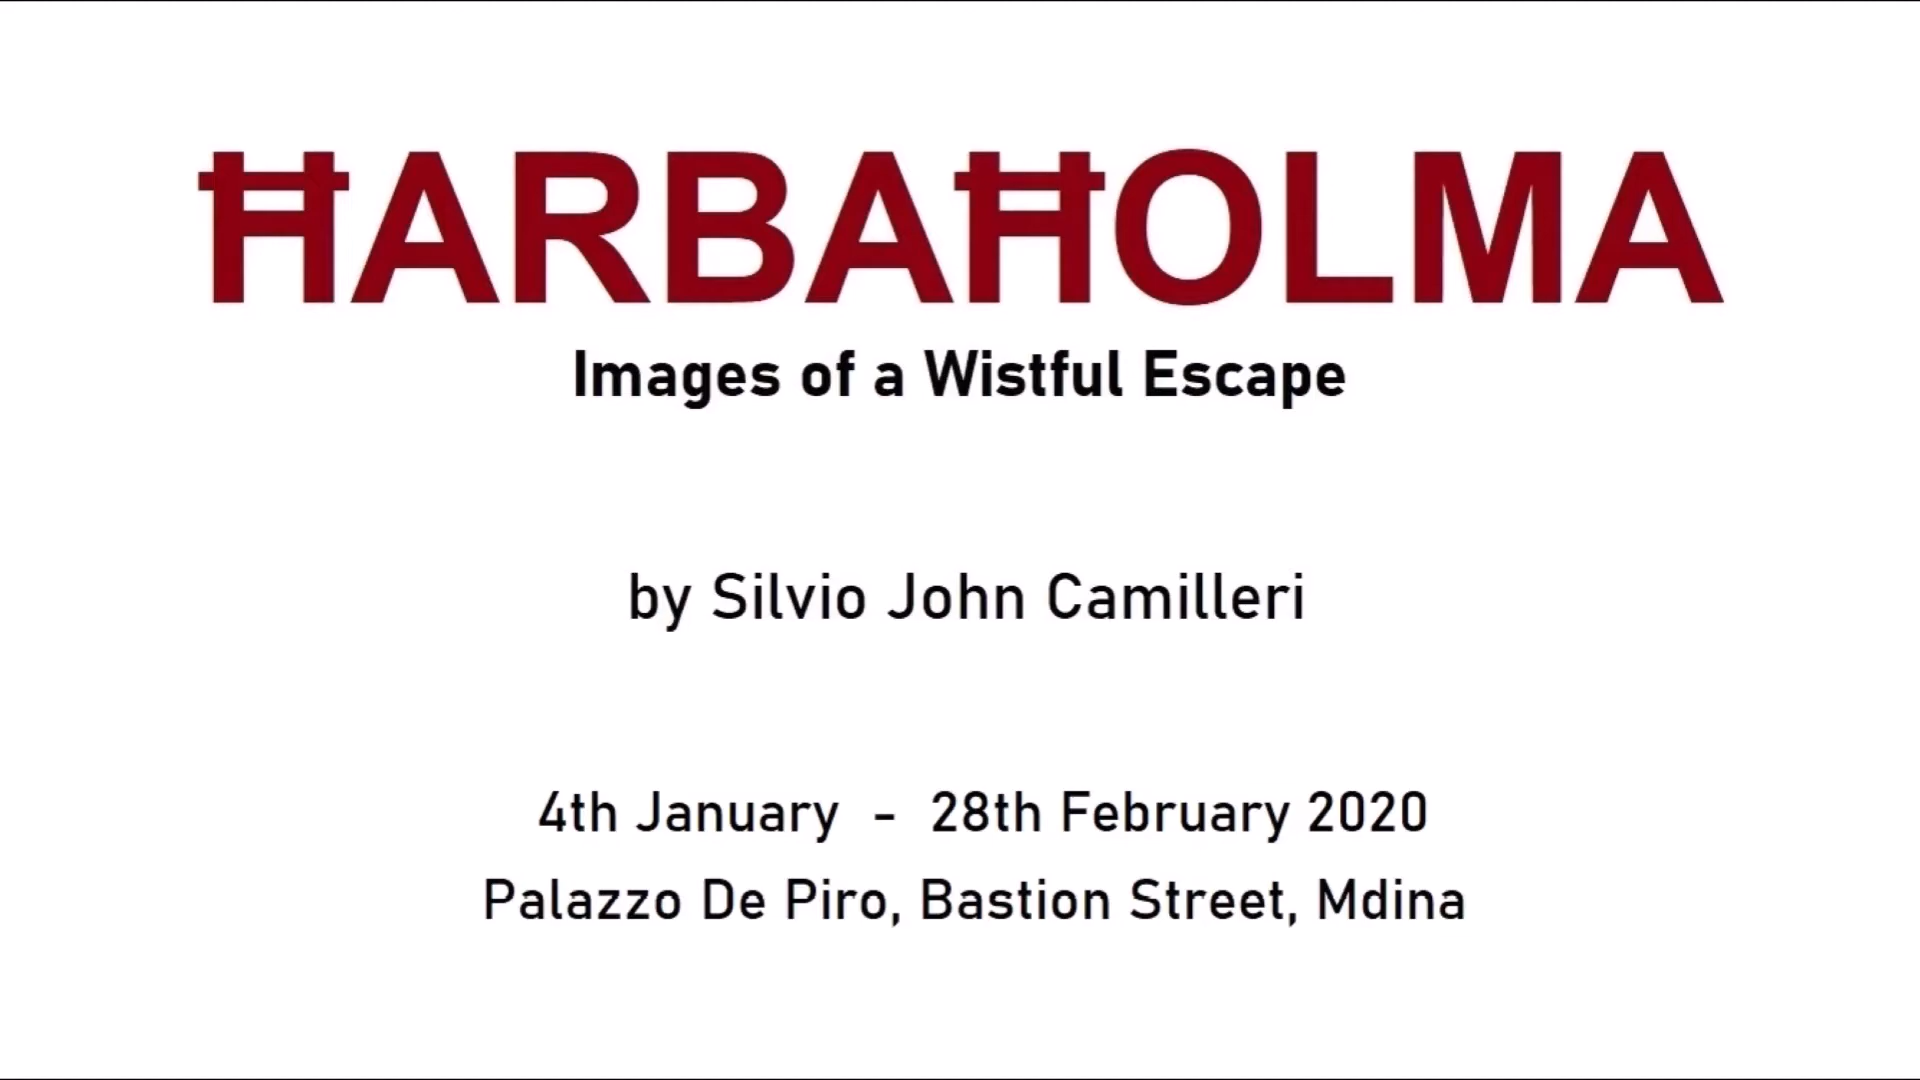 ĦARBAĦOLMA
Images of a Wistful Escape
by Silvio John Camilleri
4th January - 28th February 2020
Palazzo De Piro, Bastion Street, Mdina